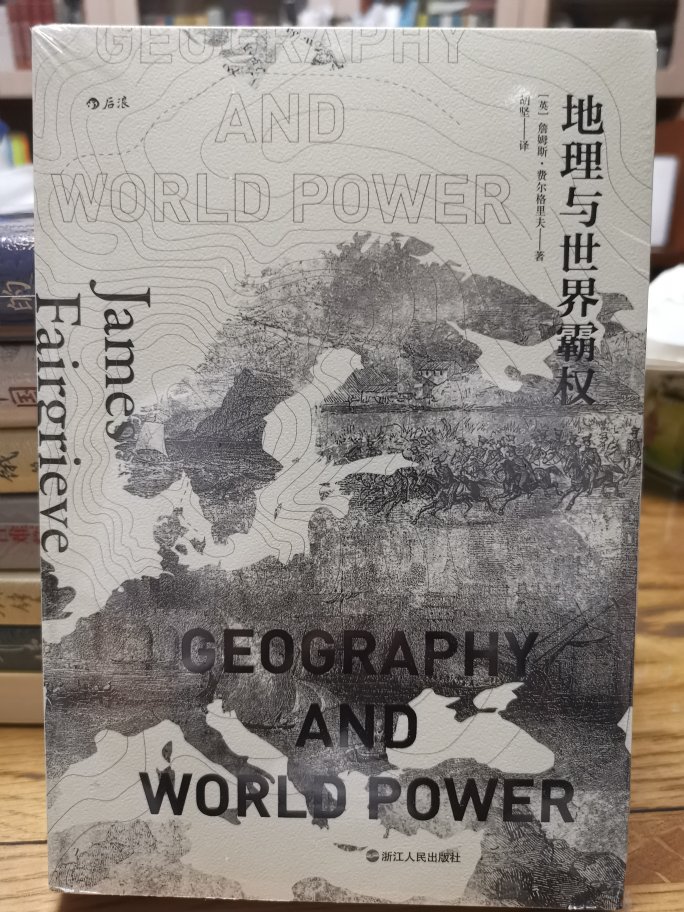 GEOGRAPHY
AND
WORLD POWER
后浪
地理与世界霸权
[英] 詹姆斯·费尔格里夫——著
胡坚——译
James
Fairgrieve
GEOGRAPHY
AND
WORLD POWER
浙江人民出版社
的
国